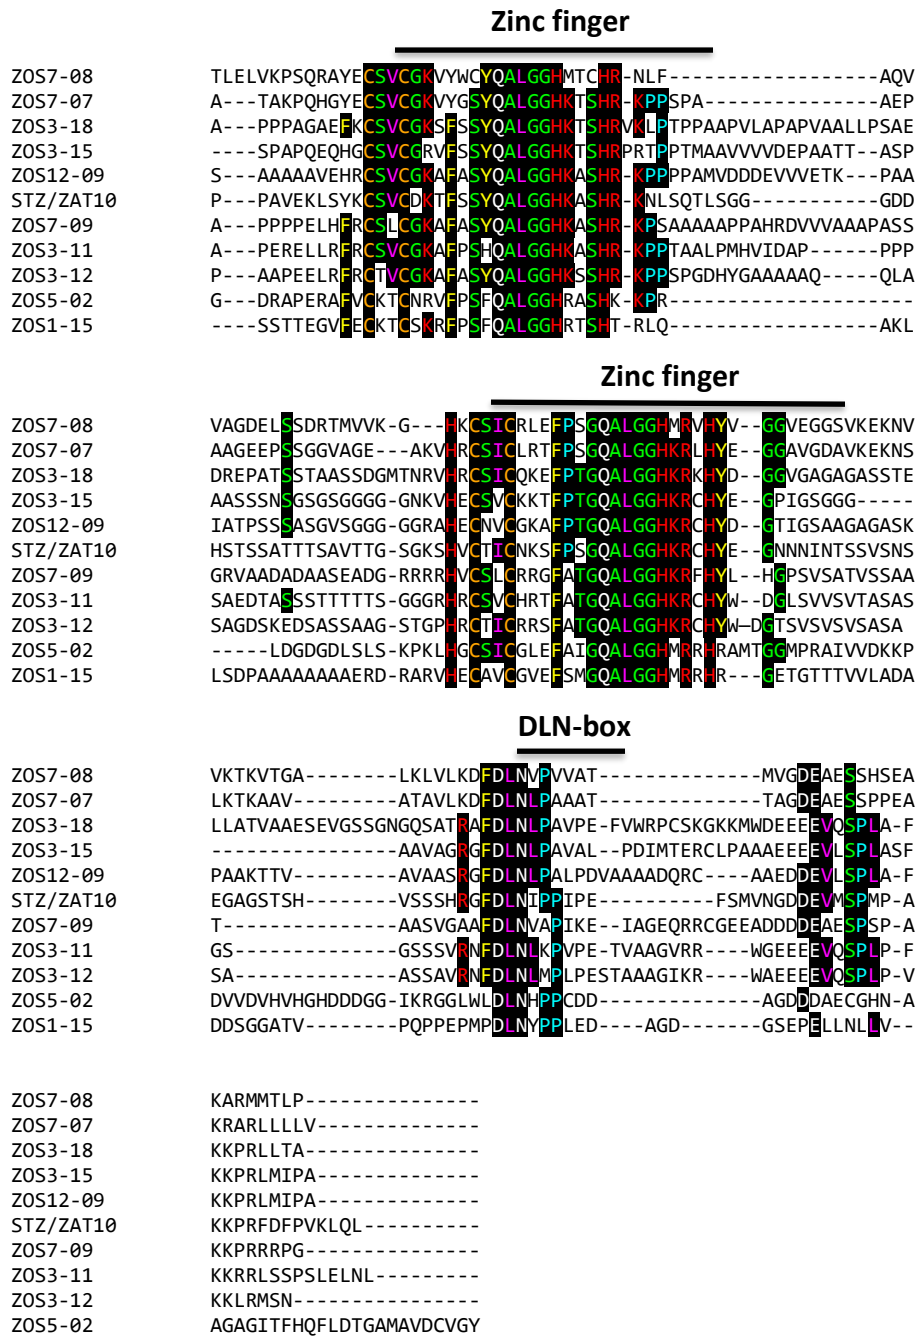 Zinc finger
ZOS7-08 TLELVKPSQRAYECSVCGKVYWCYQALGGHMTCHR-NLF----------------AQV
ZOS7-07 A---TAKPQHGYECSVCGKVYGSYQALGGHKTSHR-KPPSPA-------------AEP
ZOS3-18 A---PPPAGAEFKCSVCGKSFSSYQALGGHKTSHRVKLPTPPAAPVLAPAPVAALLPSAE
ZOS3-15 ----SPAPQEQHGCSVCGRVFSSYQALGGHKTSHRPRTPPTMAAVVVVDEPAATT--ASP
ZOS12-09 S---AAAAAVEHRCSVCGKAFASYQALGGHKASHR-KPPPPAMVDDDEVVVETK---PAA
STZ/ZAT10 P---PAVEKLSYKCSVCDKTFSSYQALGGHKASHR-KNLSQTLSGG--------GDD
ZOS7-09 A---PPPPELHFRCSLCGKAFASYQALGGHKASHR-KPSAAAAAPPAHRDVVVAAAPASS
ZOS3-11 A---PERELLRFRCSVCGKAFPSHQALGGHKASHR-KPPTAALPMHVIDAP------PPP
ZOS3-12 P---AAPEELRFRCTVCGKAFASYQALGGHKSSHR-KPPSPGDHYGAAAAAQ-----QLA
ZOS5-02 G---DRAPERAFVCKTCNRVFPSFQALGGHRASHK-KPR--------------------
ZOS1-15 ----SSTTEGVFECKTCSKRFPSFQALGGHRTSHT-RLQ----------------AKL
Zinc finger
ZOS7-08 VAGDELSSDRTMVVK-G---HKCSICRLEFPSGQALGGHMRVHYV--GGVEGGSVKEKNV
ZOS7-07 AAGEEPSSGGVAGE---AKVHRCSICLRTFPSGQALGGHKRLHYE--GGAVGDAVKEKNS
ZOS3-18 DREPATSSTAASSDGMTNRVHRCSICQKEFPTGQALGGHKRKHYD--GGVGAGAGASSTE
ZOS3-15 AASSSNSGSGSGGGG-GNKVHECSVCKKTFPTGQALGGHKRCHYE--GPIGSGGG-----
ZOS12-09 IATPSSSSASGVSGGG-GGRAHECNVCGKAFPTGQALGGHKRCHYD--GTIGSAAGAGASK
STZ/ZAT10 HSTSSATTTSAVTTG-SGKSHVCTICNKSFPSGQALGGHKRCHYE--GNNNINTSSVSNS
ZOS7-09 GRVAADADAASEADG-RRRRHVCSLCRRGFATGQALGGHKRFHYL--HGPSVSATVSSAA
ZOS3-11 SAEDTASSSTTTTTS-GGGRHRCSVCHRTFATGQALGGHKRCHYW--DGLSVVSVTASAS
ZOS3-12 SAGDSKEDSASSAAG-STGPHRCTICRRSFATGQALGGHKRCHYW–DGTSVSVSVSASA
ZOS5-02 -----LDGDGDLSLS-KPKLHGCSICGLEFAIGQALGGHMRRHRAMTGGMPRAIVVDKKP
ZOS1-15 LSDPAAAAAAAAERD-RARVHECAVCGVEFSMGQALGGHMRRHR---GETGTTTVVLADA
DLN-box
ZOS7-08 VKTKVTGA--------LKLVLKDFDLNVPVVAT--------------MVGDEAESSHSEA
ZOS7-07 LKTKAAV---------ATAVLKDFDLNLPAAAT--------------TAGDEAESSPPEA
ZOS3-18 LLATVAAESEVGSSGNGQSATRAFDLNLPAVPE-FVWRPCSKGKKMWDEEEEVQSPLA-F
ZOS3-15 ----------------AAVAGRGFDLNLPAVAL--PDIMTERCLPAAAEEEEVLSPLASF
ZOS12-09 PAAKTTV---------AVAASRGFDLNLPALPDVAAAADQRC----AAEDDEVLSPLA-F
STZ/ZAT10 EGAGSTSH--------VSSSHRGFDLNIPPIPE----------FSMVNGDDEVMSPMP-A
ZOS7-09 T---------------AASVGAAFDLNVAPIKE--IAGEQRRCGEEADDDDEAESPSP-A
ZOS3-11 GS--------------GSSSVRNFDLNLKPVPE-TVAAGVRR----WGEEEEVQSPLP-F
ZOS3-12 SA--------------ASSAVRNFDLNLMPLPESTAAAGIKR----WAEEEEVQSPLP-V
ZOS5-02 DVVDVHVHGHDDDGG-IKRGGLWLDLNHPPCDD------------AGDDDAECGHN-A
ZOS1-15 DDSGGATV--------PQPPEPMPDLNYPPLED----AGD-------GSEPELLNLLV--
ZOS7-08 KARMMTLP---------------
ZOS7-07 KRARLLLLV--------------
ZOS3-18 KKPRLLTA---------------
ZOS3-15 KKPRLMIPA--------------
ZOS12-09 KKPRLMIPA--------------
STZ/ZAT10 KKPRFDFPVKLQL----------
ZOS7-09 KKPRRRPG---------------
ZOS3-11 KKRRLSSPSLELNL---------
ZOS3-12 KKLRMSN----------------
ZOS5-02 AGAGITFHQFLDTGAMAVDCVGY